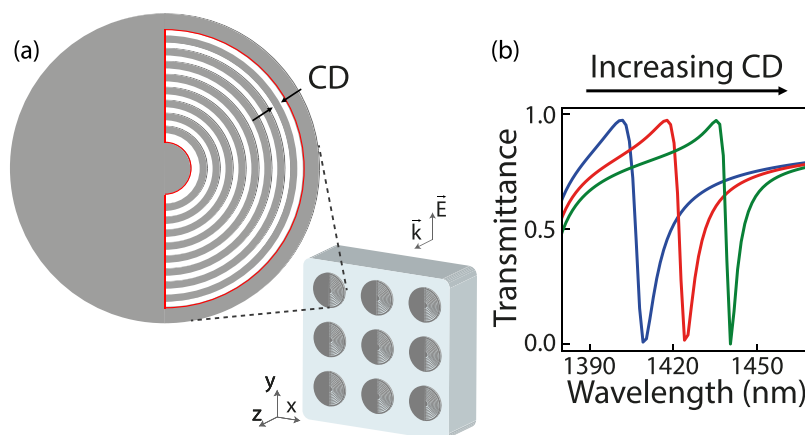 (a)
CD
E
k
y
x
z
(b)
Increasing CD
Transmittance
1.0
0.5
0.0
1390
1420
1450
Wavelength (nm)